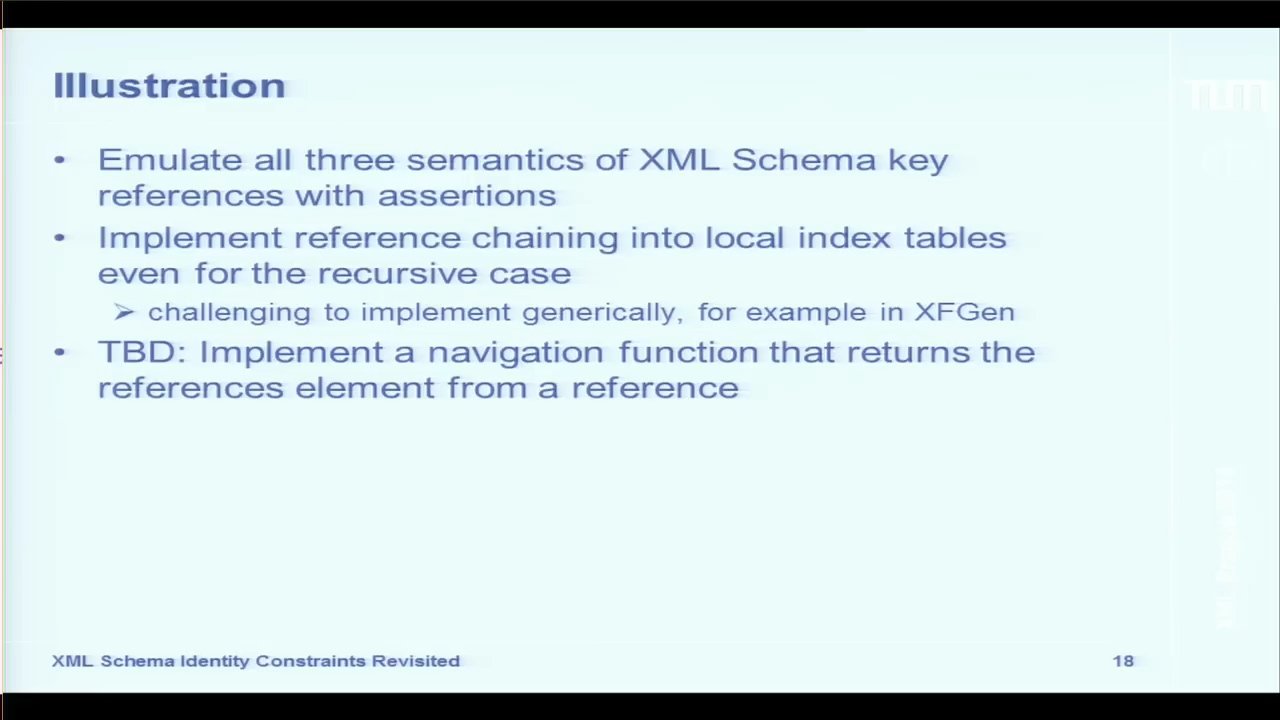 Illustration
• Emulate all three semantics of XML Schema key
references with assertions
• Implement reference chaining into local index tables
even for the recursive case
➢ challenging to implement generically, for example in XFGen
• TBD: Implement a navigation function that returns the
references element from a reference
XML Schema Identity Constraints Revisited
18